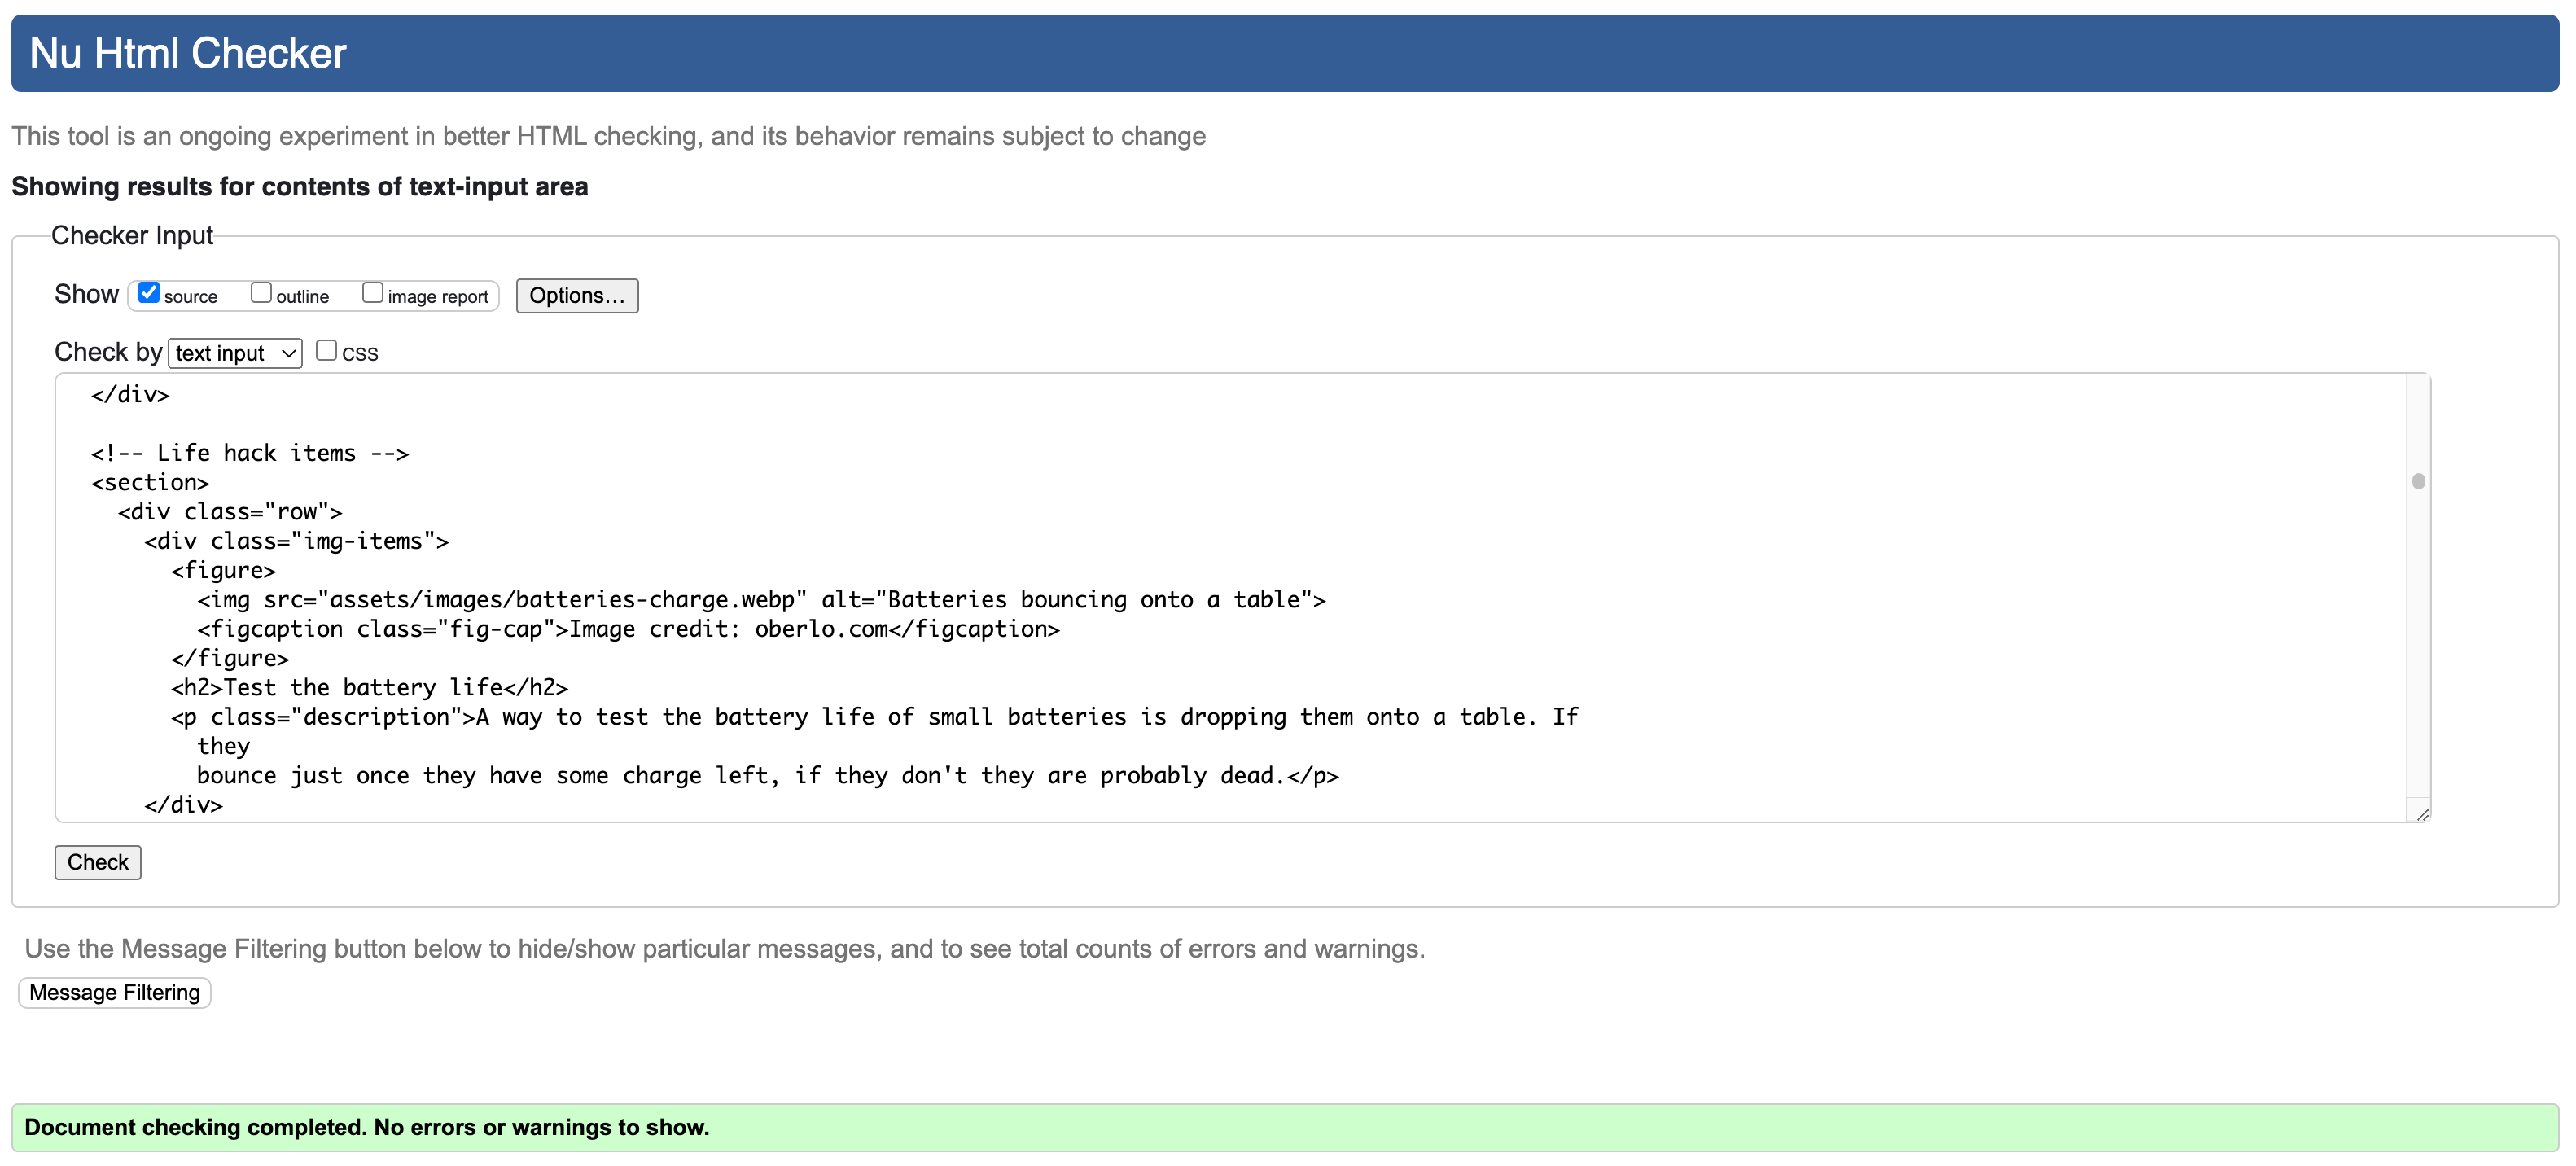 Nu Html Checker
This tool is an ongoing experiment in better HTML checking, and its behavior remains subject to change
Showing results for contents of text-input area
Checker Input
Show source outline image report Options...
Check by text input CSS
</div>
<!-- Life hack items -->
<section>
<div class="row">
<div class="img-items">
<figure>
<img src="assets/images/batteries-charge.webp" alt="Batteries bouncing onto a table">
<figcaption class="fig-cap">Image credit: oberlo.com</figcaption>
</figure>
<h2>Test the battery life</h2>
<p class="description">A way to test the battery life of small batteries is dropping them onto a table. If
they
bounce just once they have some charge left, if they don't they are probably dead.</p>
</div>
Check
Use the Message Filtering button below to hide/show particular messages, and to see total counts of errors and warnings.
Message Filtering
Document checking completed. No errors or warnings to show.